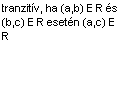 tranzitív, ha (a,b) E R és
(b,c) E R esetén (a,c) E
R